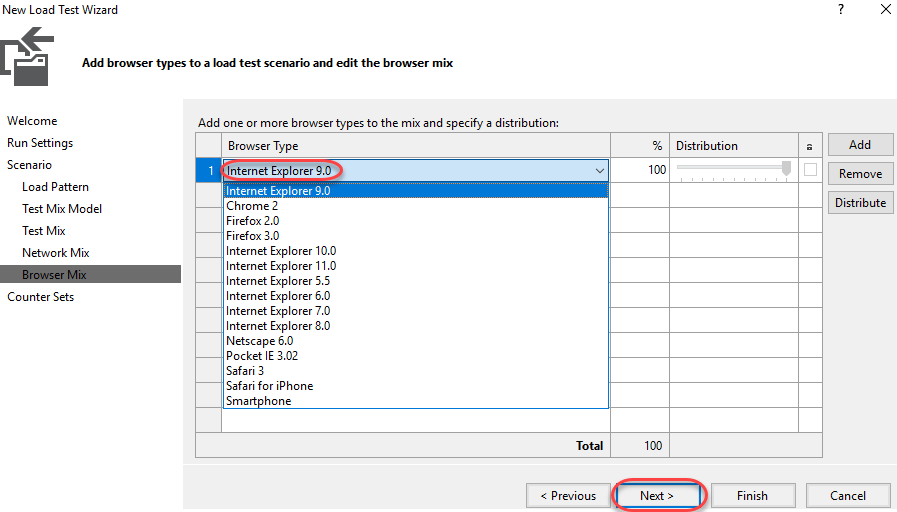 New Load Test Wizard
?
Add browser types to a load test scenario and edit the browser mix
Welcome
Run Settings
Scenario
Load Pattern
Test Mix Model
Test Mix
Network Mix
Browser Mix
Counter Sets
Add one or more browser types to the mix and specify a distribution:
Browser Type % Distribution
1 Internet Explorer 9.0 100
Internet Explorer 9.0
Chrome 2
Firefox 2.0
Firefox 3.0
Internet Explorer 10.0
Internet Explorer 11.0
Internet Explorer 5.5
Internet Explorer 6.0
Internet Explorer 7.0
Internet Explorer 8.0
Netscape 6.0
Pocket IE 3.02
Safari 3
Safari for iPhone
Smartphone
Total 100
Add
Remove
Distribute
< Previous
Next >
Finish
Cancel